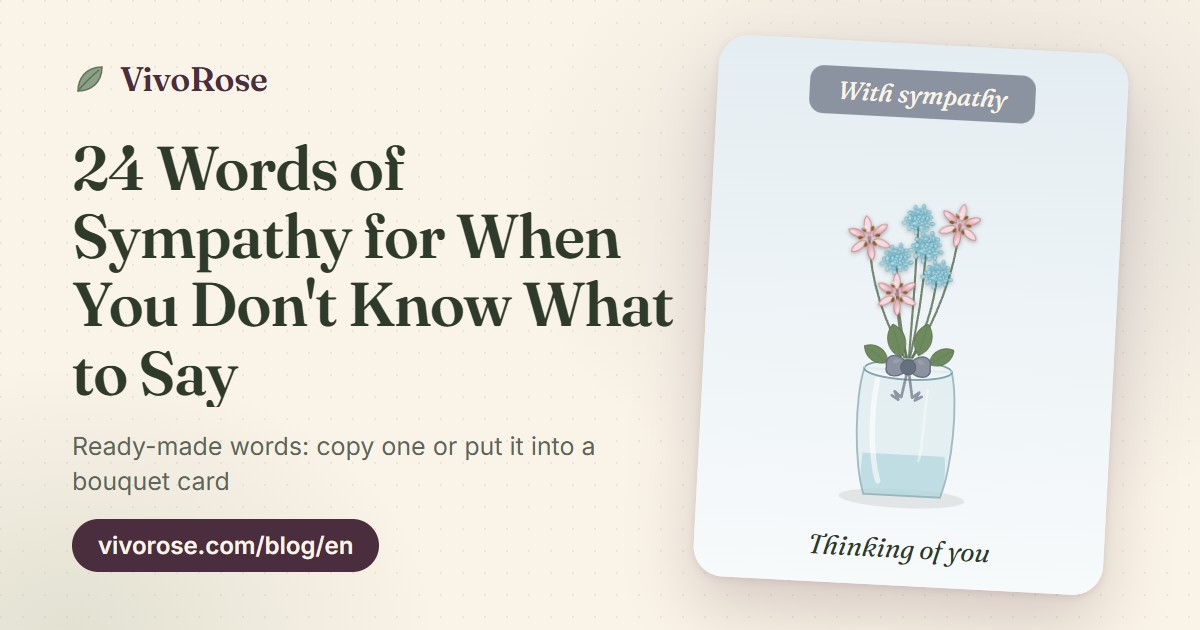 VivoRose
24 Words of
Sympathy for When
You Don't Know What
to Say
Ready-made words: copy one or put it into a
bouquet card
vivorose.com/blog/en
With sympathy
Thinking of you